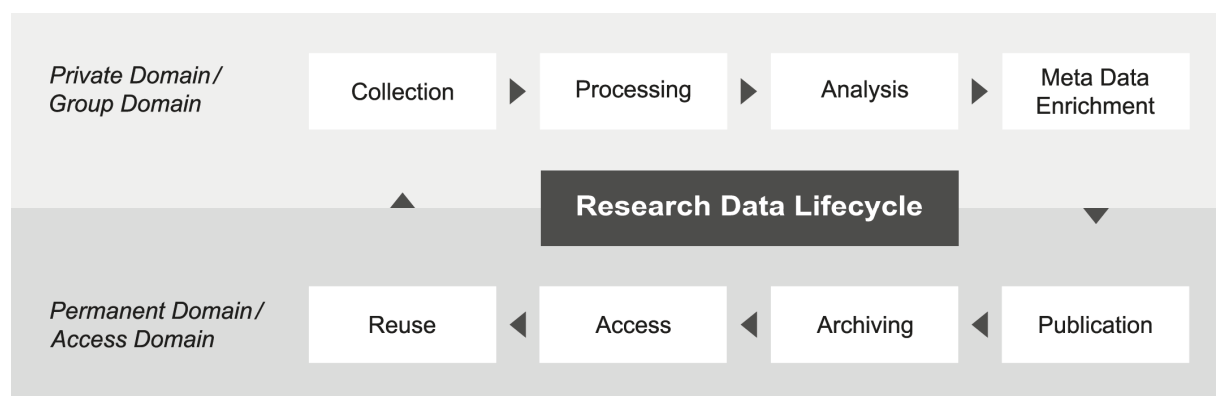 Private Domain/
Group Domain
Collection
Processing
Analysis
Meta Data
Enrichment
Research Data Lifecycle
Permanent Domain/
Access Domain
Reuse
Access
Archiving
Publication